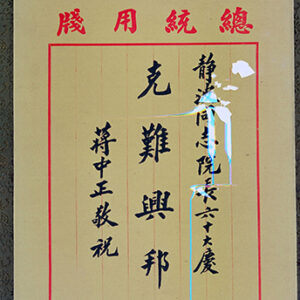 總統用牋
靜波同志院長六十大慶
克難興邦
蔣中正敬祝